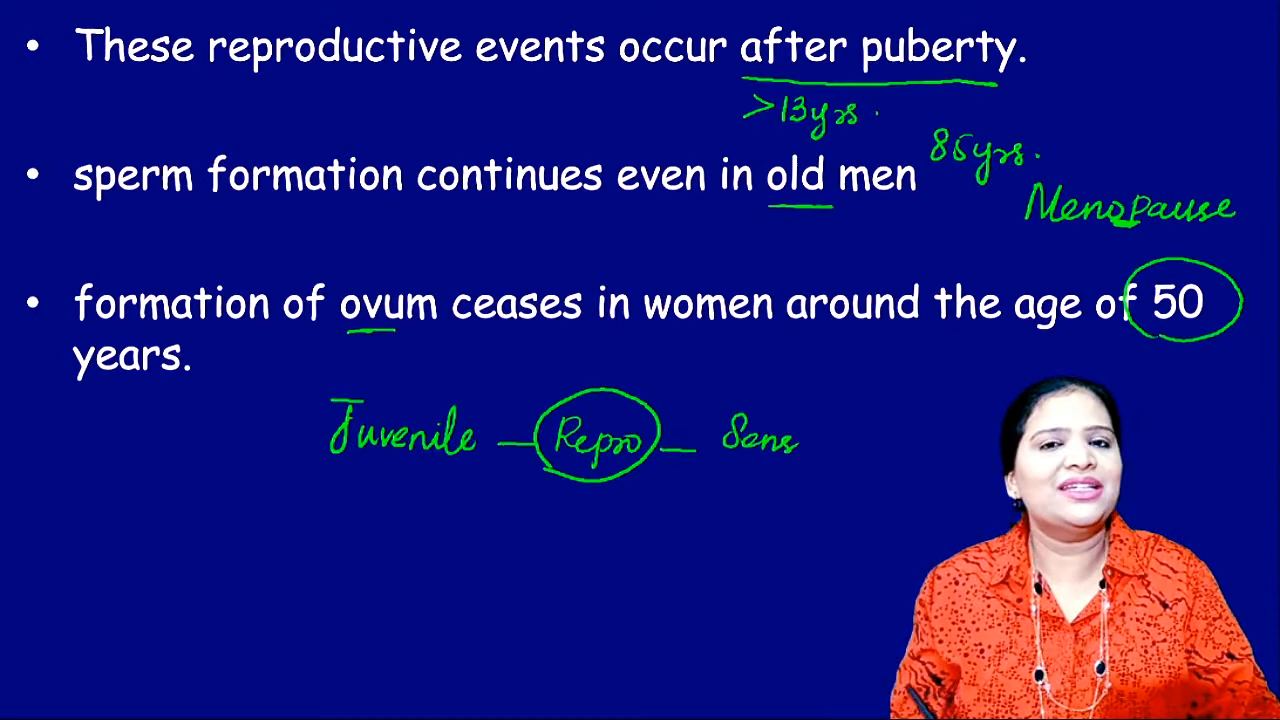 • These reproductive events occur after puberty.
>13yrs.
• sperm formation continues even in old men 85yrs.
Menopause
• formation of ovum ceases in women around the age of 50
years.
Juvenile — Repro — Sens